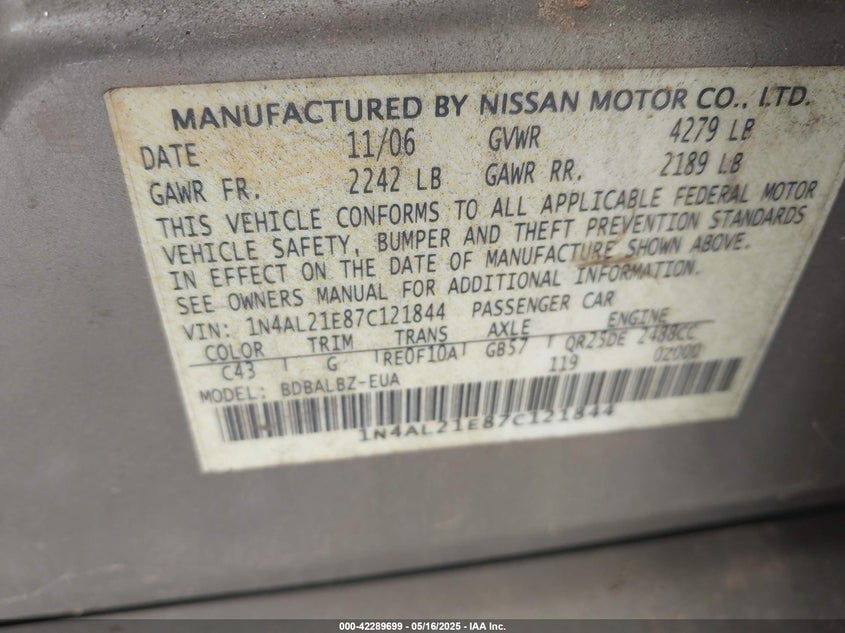 MANUFACTURED BY NISSAN MOTOR CO., LTD.
DATE 11/06 GVWR 4279 LB
GAWR FR. 2242 LB GAWR RR. 2189 LB
THIS VEHICLE CONFORMS TO ALL APPLICABLE FEDERAL MOTOR
VEHICLE SAFETY, BUMPER AND THEFT PREVENTION STANDARDS
IN EFFECT ON THE DATE OF MANUFACTURE SHOWN ABOVE.
SEE OWNERS MANUAL FOR ADDITIONAL INFORMATION.
VIN: 1N4AL21E87C121844 PASSENGER CAR
COLOR TRIM TRANS AXLE ENGINE
C43 G RE0F10A GB57 QR25DE 2488CC
MODEL: BDBALBZ-EUA 119 02000
1N4AL21E87C121844
000-42289699 - 05/16/2025 - IAA Inc.